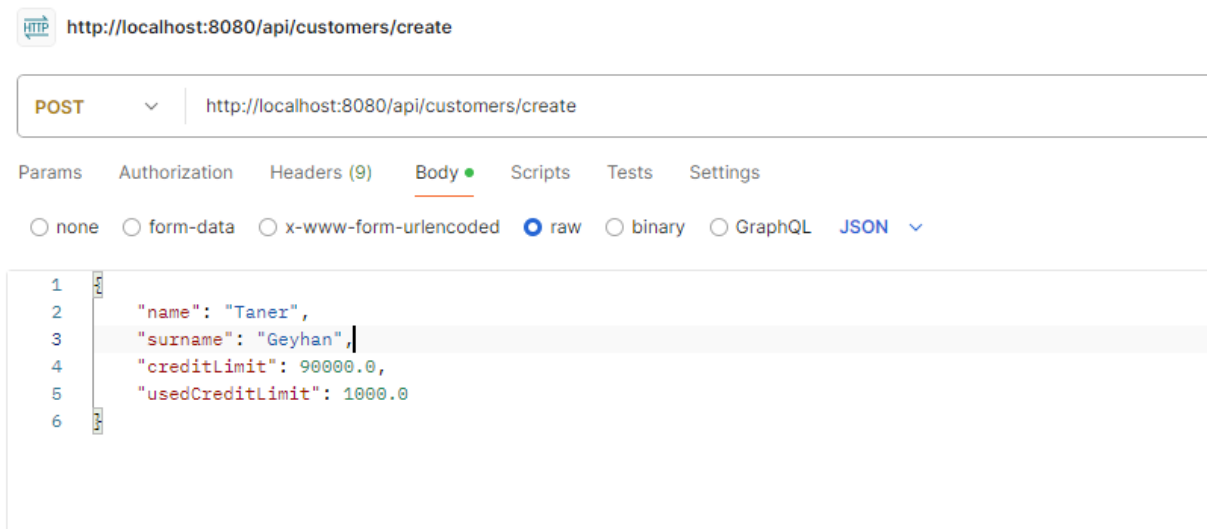 HTTP http://localhost:8080/api/customers/create
POST http://localhost:8080/api/customers/create
Params Authorization Headers (9) Body Scripts Tests Settings
none form-data x-www-form-urlencoded raw binary GraphQL JSON
1 {
2 "name": "Taner",
3 "surname": "Geyhan",
4 "creditLimit": 90000.0,
5 "usedCreditLimit": 1000.0
6 }